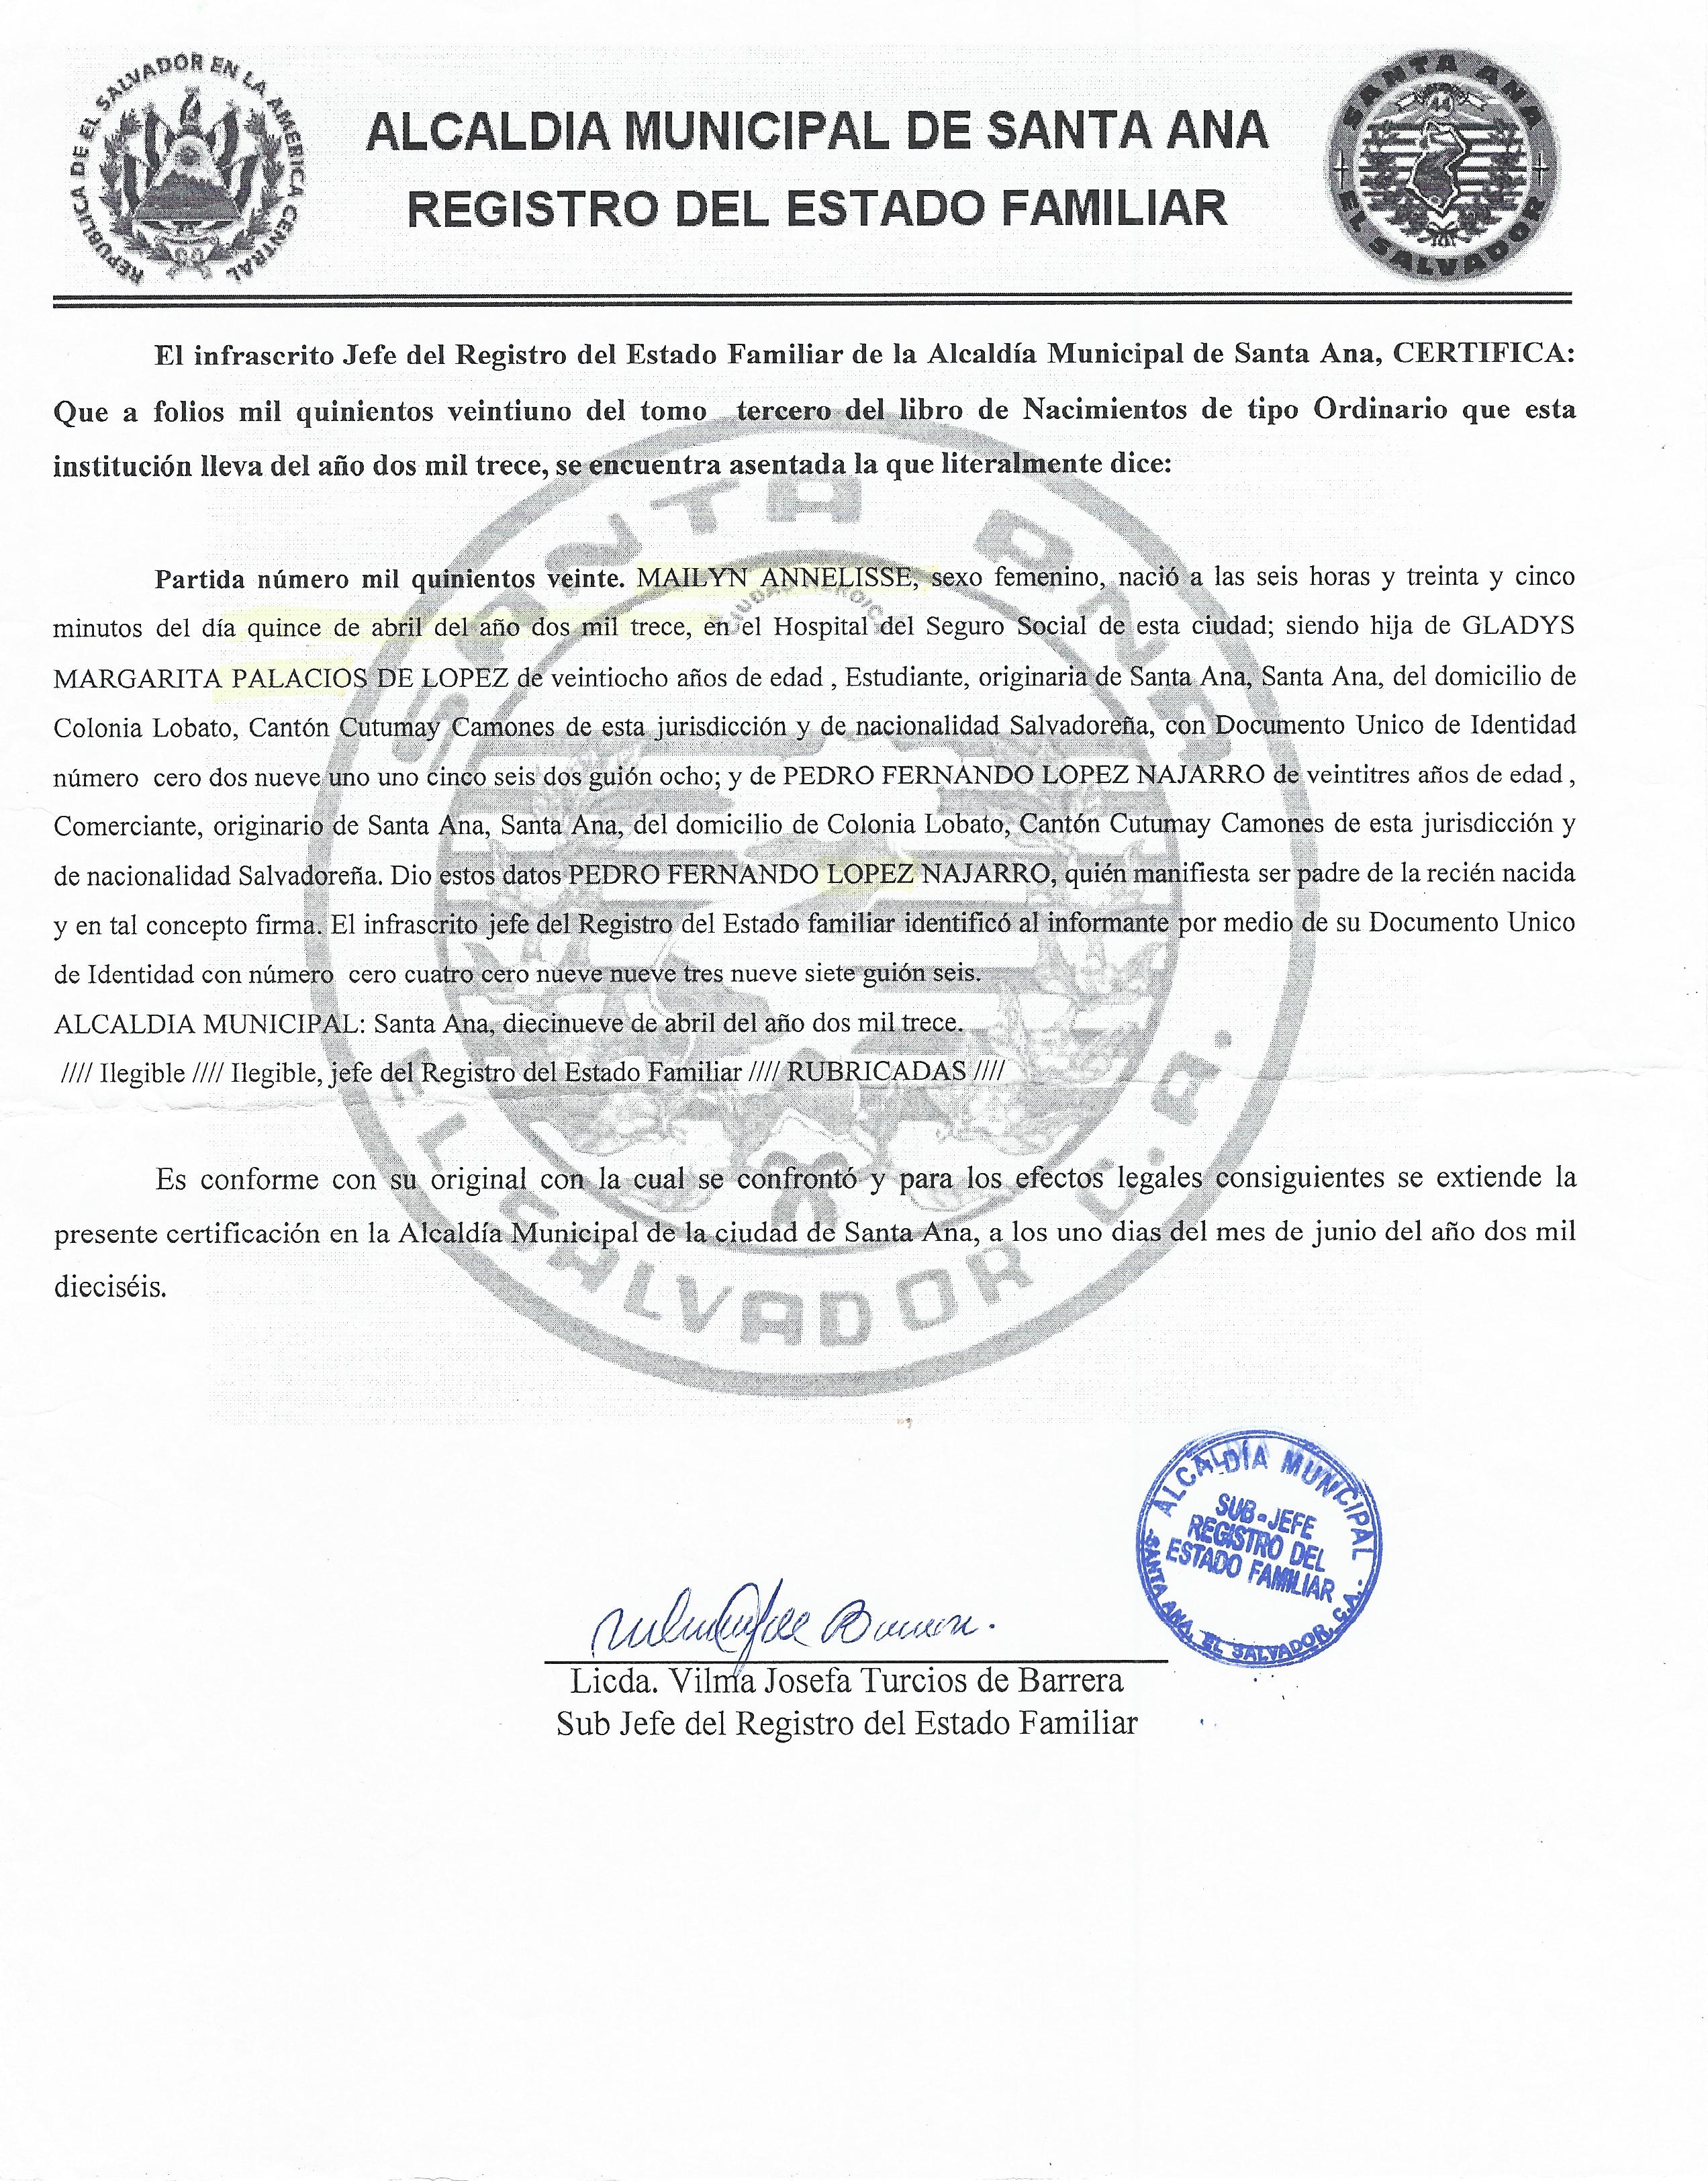 REPUBLICA DE EL SALVADOR EN LA AMERICA CENTRAL
ALCALDIA MUNICIPAL DE SANTA ANA
REGISTRO DEL ESTADO FAMILIAR
SANTA ANA
EL SALVADOR
El infrascrito Jefe del Registro del Estado Familiar de la Alcaldía Municipal de Santa Ana, CERTIFICA:
Que a folios mil quinientos veintiuno del tomo tercero del libro de Nacimientos de tipo Ordinario que esta
institución lleva del año dos mil trece, se encuentra asentada la que literalmente dice:
Partida número mil quinientos veinte. MAILYN ANNELISSE, sexo femenino, nació a las seis horas y treinta y cinco
minutos del día quince de abril del año dos mil trece, en el Hospital del Seguro Social de esta ciudad; siendo hija de GLADYS
MARGARITA PALACIOS DE LOPEZ de veintiocho años de edad , Estudiante, originaria de Santa Ana, Santa Ana, del domicilio de
Colonia Lobato, Cantón Cutumay Camones de esta jurisdicción y de nacionalidad Salvadoreña, con Documento Unico de Identidad
número cero dos nueve uno uno cinco seis dos guión ocho; y de PEDRO FERNANDO LOPEZ NAJARRO de veintitres años de edad ,
Comerciante, originario de Santa Ana, Santa Ana, del domicilio de Colonia Lobato, Cantón Cutumay Camones de esta jurisdicción y
de nacionalidad Salvadoreña. Dio estos datos PEDRO FERNANDO LOPEZ NAJARRO, quién manifiesta ser padre de la recién nacida
y en tal concepto firma. El infrascrito jefe del Registro del Estado familiar identificó al informante por medio de su Documento Unico
de Identidad con número cero cuatro cero nueve nueve tres nueve siete guión seis.
ALCALDIA MUNICIPAL: Santa Ana, diecinueve de abril del año dos mil trece.
//// Ilegible //// Ilegible, jefe del Registro del Estado Familiar //// RUBRICADAS ////
Es conforme con su original con la cual se confrontó y para los efectos legales consiguientes se extiende la
presente certificación en la Alcaldía Municipal de la ciudad de Santa Ana, a los uno dias del mes de junio del año dos mil
dieciséis.
SANTA ANA
EL SALVADOR C.A.
ALCALDÍA MUNICIPAL
SUB-JEFE
REGISTRO DEL
ESTADO FAMILIAR
SANTA ANA, EL SALVADOR, C.A.
Licda. Vilma Josefa Turcios de Barrera
Sub Jefe del Registro del Estado Familiar